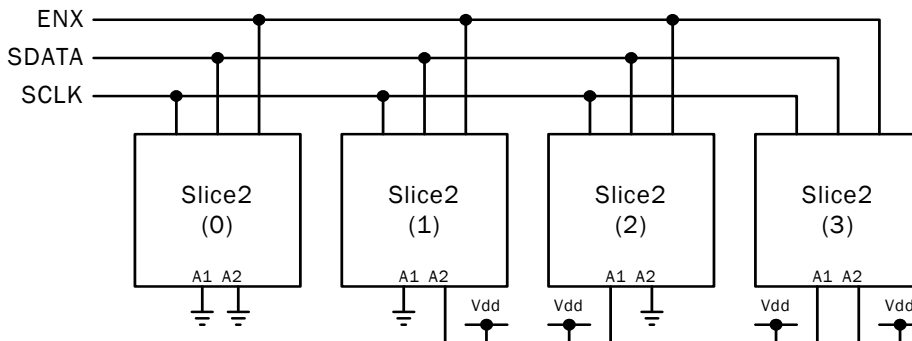 ENX
SDATA
SCLK
Slice2
(0)
Slice2
(1)
Slice2
(2)
Slice2
(3)
A1 A2
A1 A2
A1 A2
A1 A2
Vdd
Vdd
Vdd
Vdd